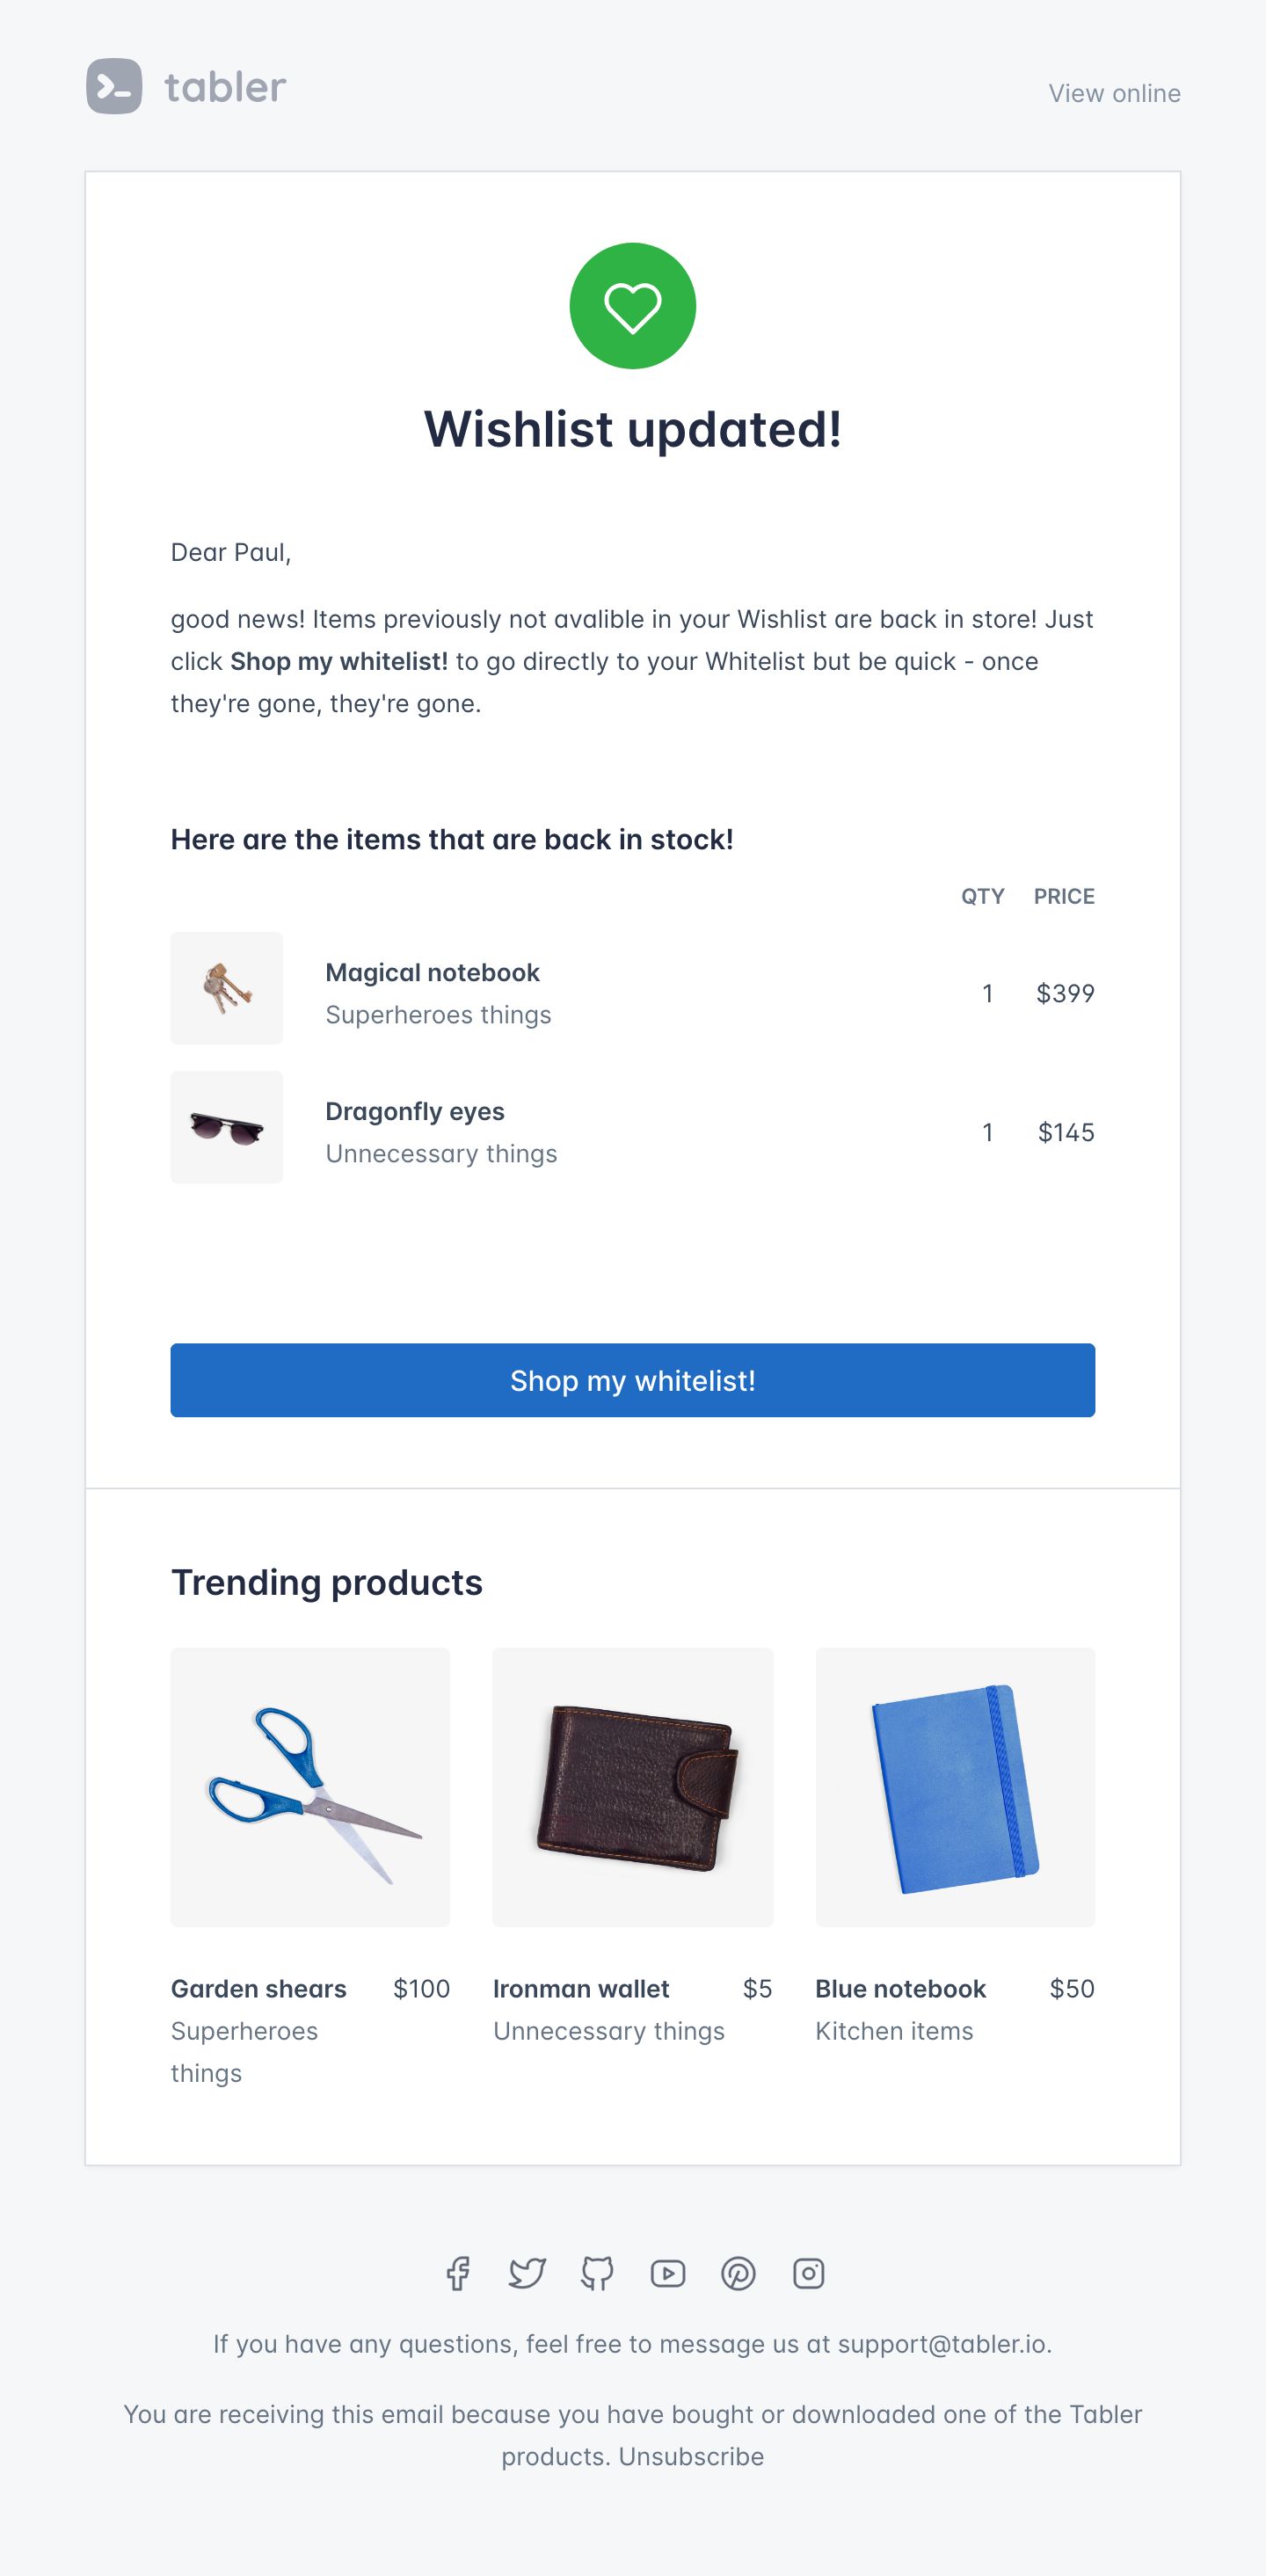 tabler
View online
Wishlist updated!
Dear Paul,
good news! Items previously not avalible in your Wishlist are back in store! Just
click Shop my whitelist! to go directly to your Whitelist but be quick - once
they're gone, they're gone.
Here are the items that are back in stock!
QTY PRICE
Magical notebook
Superheroes things
1 $399
Dragonfly eyes
Unnecessary things
1 $145
Shop my whitelist!
Trending products
Garden shears $100
Superheroes
things
Ironman wallet $5
Unnecessary things
Blue notebook $50
Kitchen items
If you have any questions, feel free to message us at support@tabler.io.
You are receiving this email because you have bought or downloaded one of the Tabler
products. Unsubscribe